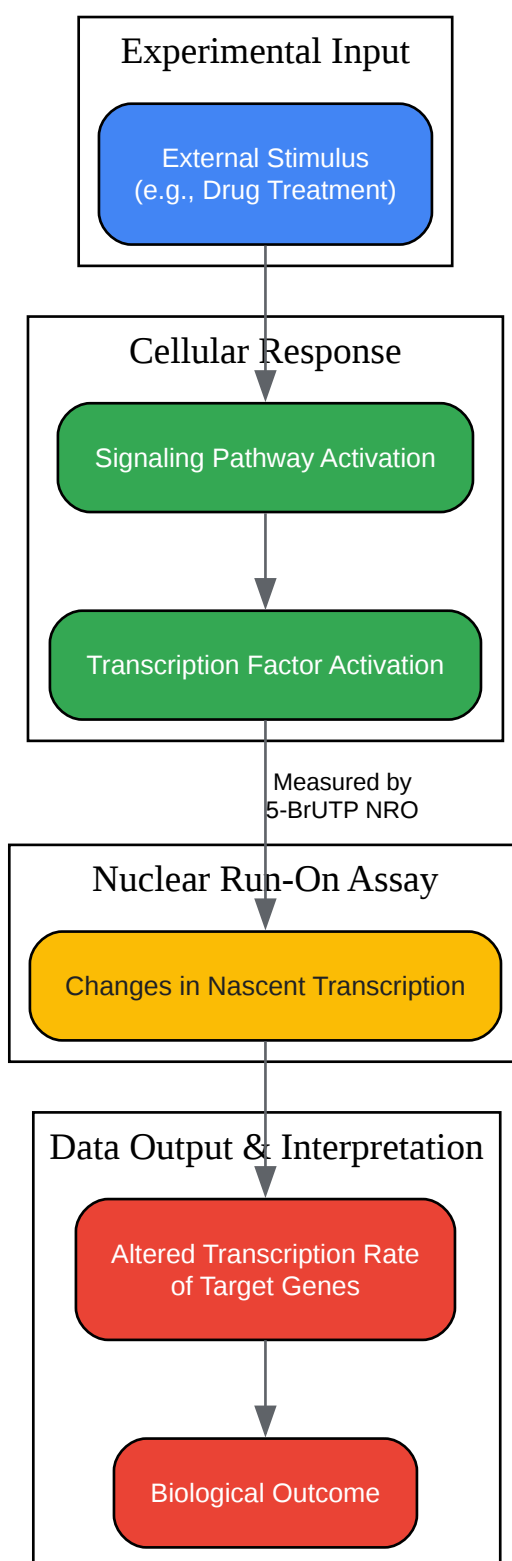 Experimental Input
External Stimulus
(e.g., Drug Treatment)
Cellular Response
Signaling Pathway Activation
Transcription Factor Activation
Measured by
5-BrUTP NRO
Nuclear Run-On Assay
Changes in Nascent Transcription
Data Output & Interpretation
Altered Transcription Rate
of Target Genes
Biological Outcome